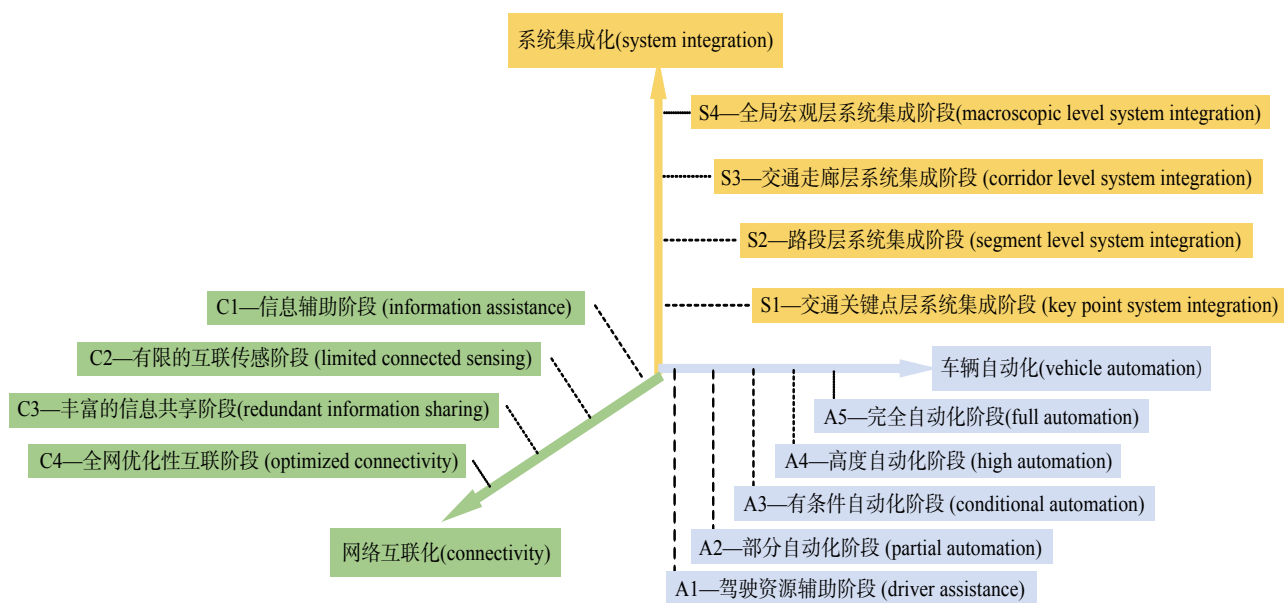 系统集成化(system integration)
S4—全局宏观层系统集成阶段(macroscopic level system integration)
S3—交通走廊层系统集成阶段 (corridor level system integration)
S2—路段层系统集成阶段 (segment level system integration)
S1—交通关键点层系统集成阶段 (key point system integration)
C1—信息辅助阶段 (information assistance)
C2—有限的互联传感阶段 (limited connected sensing)
C3—丰富的信息共享阶段(redundant information sharing)
C4—全网优化性互联阶段 (optimized connectivity)
网络互联化(connectivity)
车辆自动化(vehicle automation)
A5—完全自动化阶段(full automation)
A4—高度自动化阶段 (high automation)
A3—有条件自动化阶段 (conditional automation)
A2—部分自动化阶段 (partial automation)
A1—驾驶资源辅助阶段 (driver assistance)